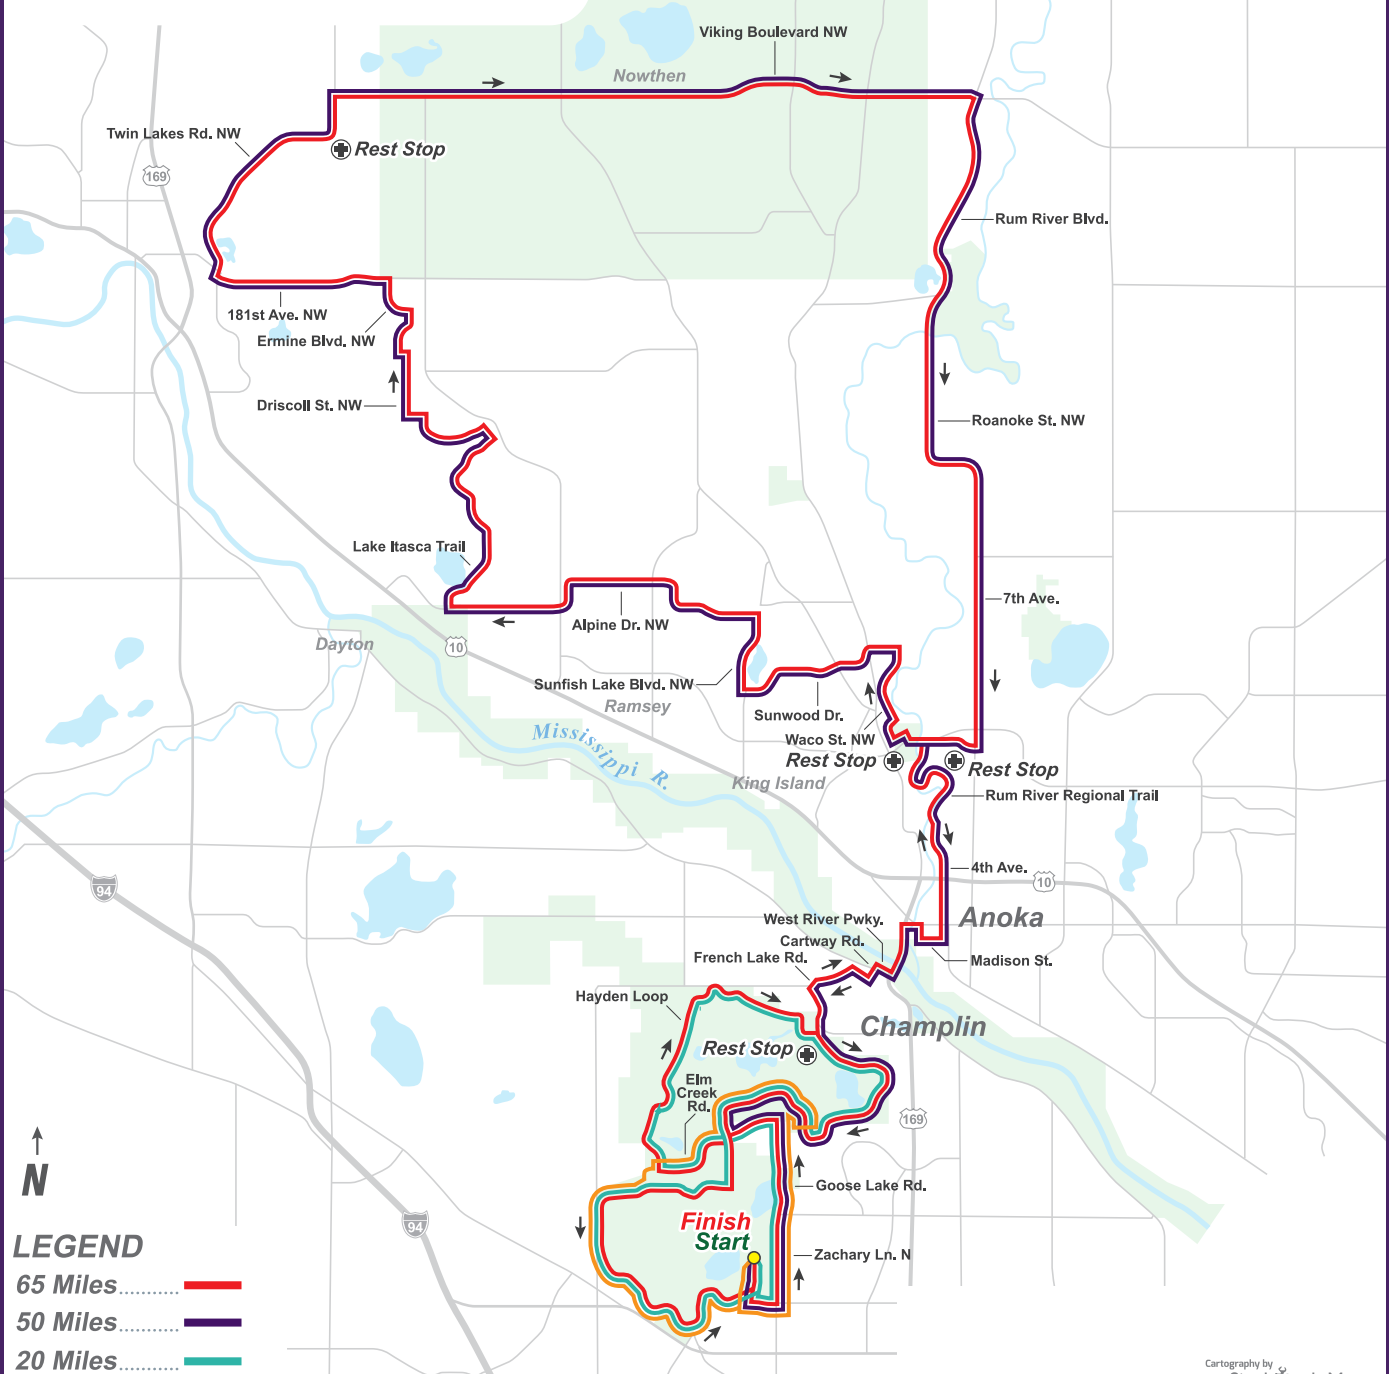 Viking Boulevard NW
Nowthen
Twin Lakes Rd. NW
Rest Stop
169
Rum River Blvd.
181st Ave. NW
Ermine Blvd. NW
Driscoll St. NW
Roanoke St. NW
Lake Itasca Trail
7th Ave.
Alpine Dr. NW
Dayton
10
Sunfish Lake Blvd. NW
Ramsey
Sunwood Dr.
Waco St. NW
Mississippi R.
Rest Stop
Rest Stop
King Island
Rum River Regional Trail
4th Ave.
94
10
West River Pwky.
Anoka
Cartway Rd.
French Lake Rd.
Madison St.
Hayden Loop
Champlin
Rest Stop
Elm
Creek
Rd.
169
N
Goose Lake Rd.
Finish
Start
94
Zachary Ln. N
LEGEND
65 Miles..........
50 Miles..........
20 Miles..........
Cartography by